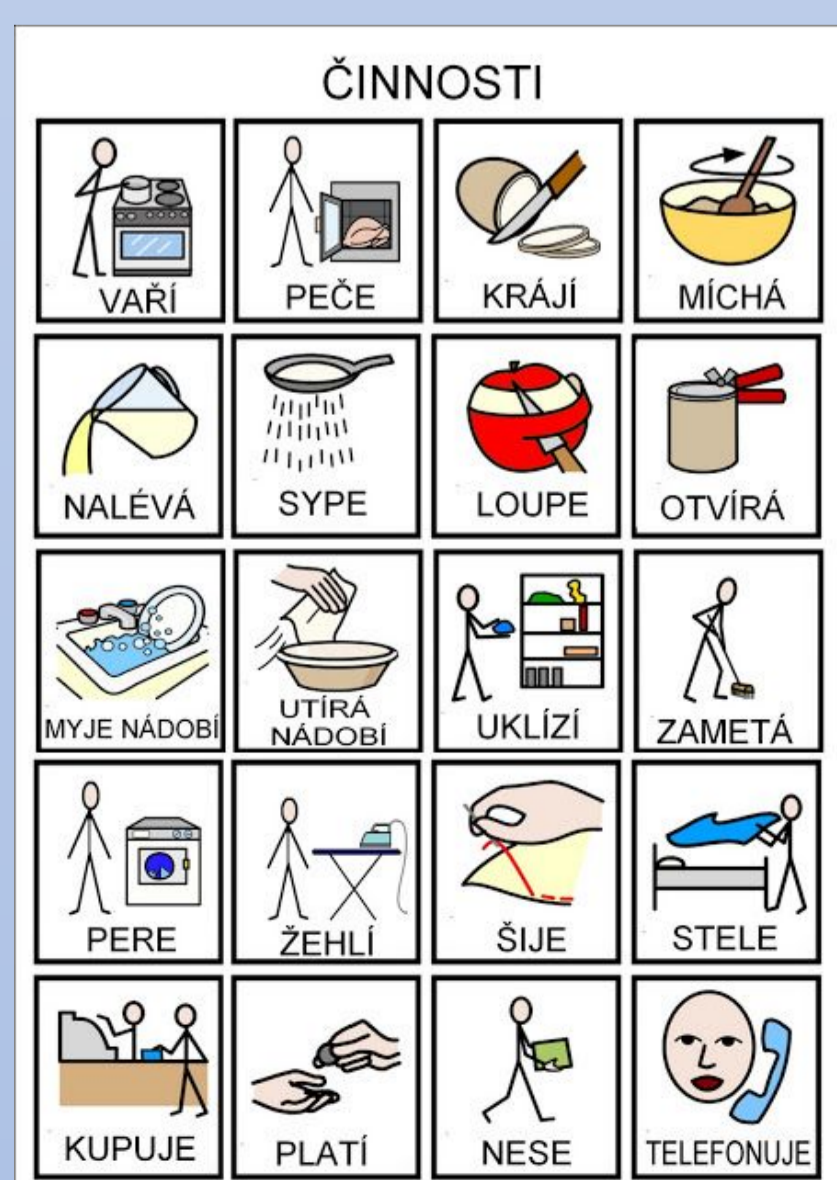 ČINNOSTI
VAŘÍ
PEČE
KRÁJÍ
MÍCHÁ
NALÉVÁ
SYPE
LOUPE
OTVÍRÁ
MYJE NÁDOBÍ
UTÍRÁ
NÁDOBÍ
UKLÍZÍ
ZAMETÁ
PERE
ŽEHLÍ
ŠIJE
STELE
KUPUJE
PLATÍ
NESE
TELEFONUJE